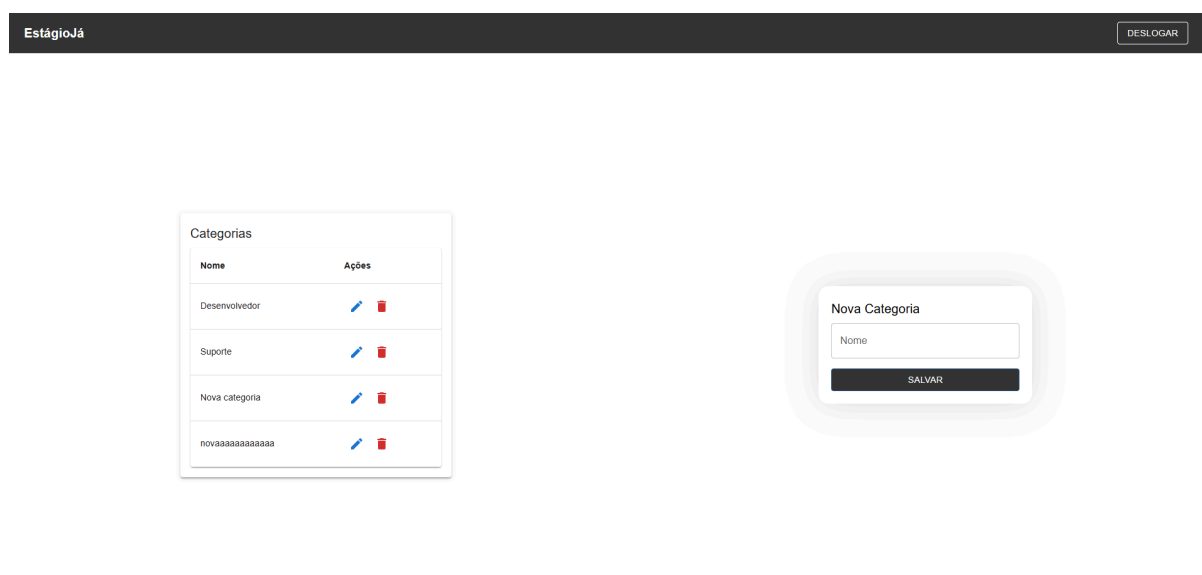 EstágioJá
DESLOGAR
Categorias
Nome Ações
Desenvolvedor
Suporte
Nova categoria
novaaaaaaaaaaaa
Nova Categoria
Nome
SALVAR